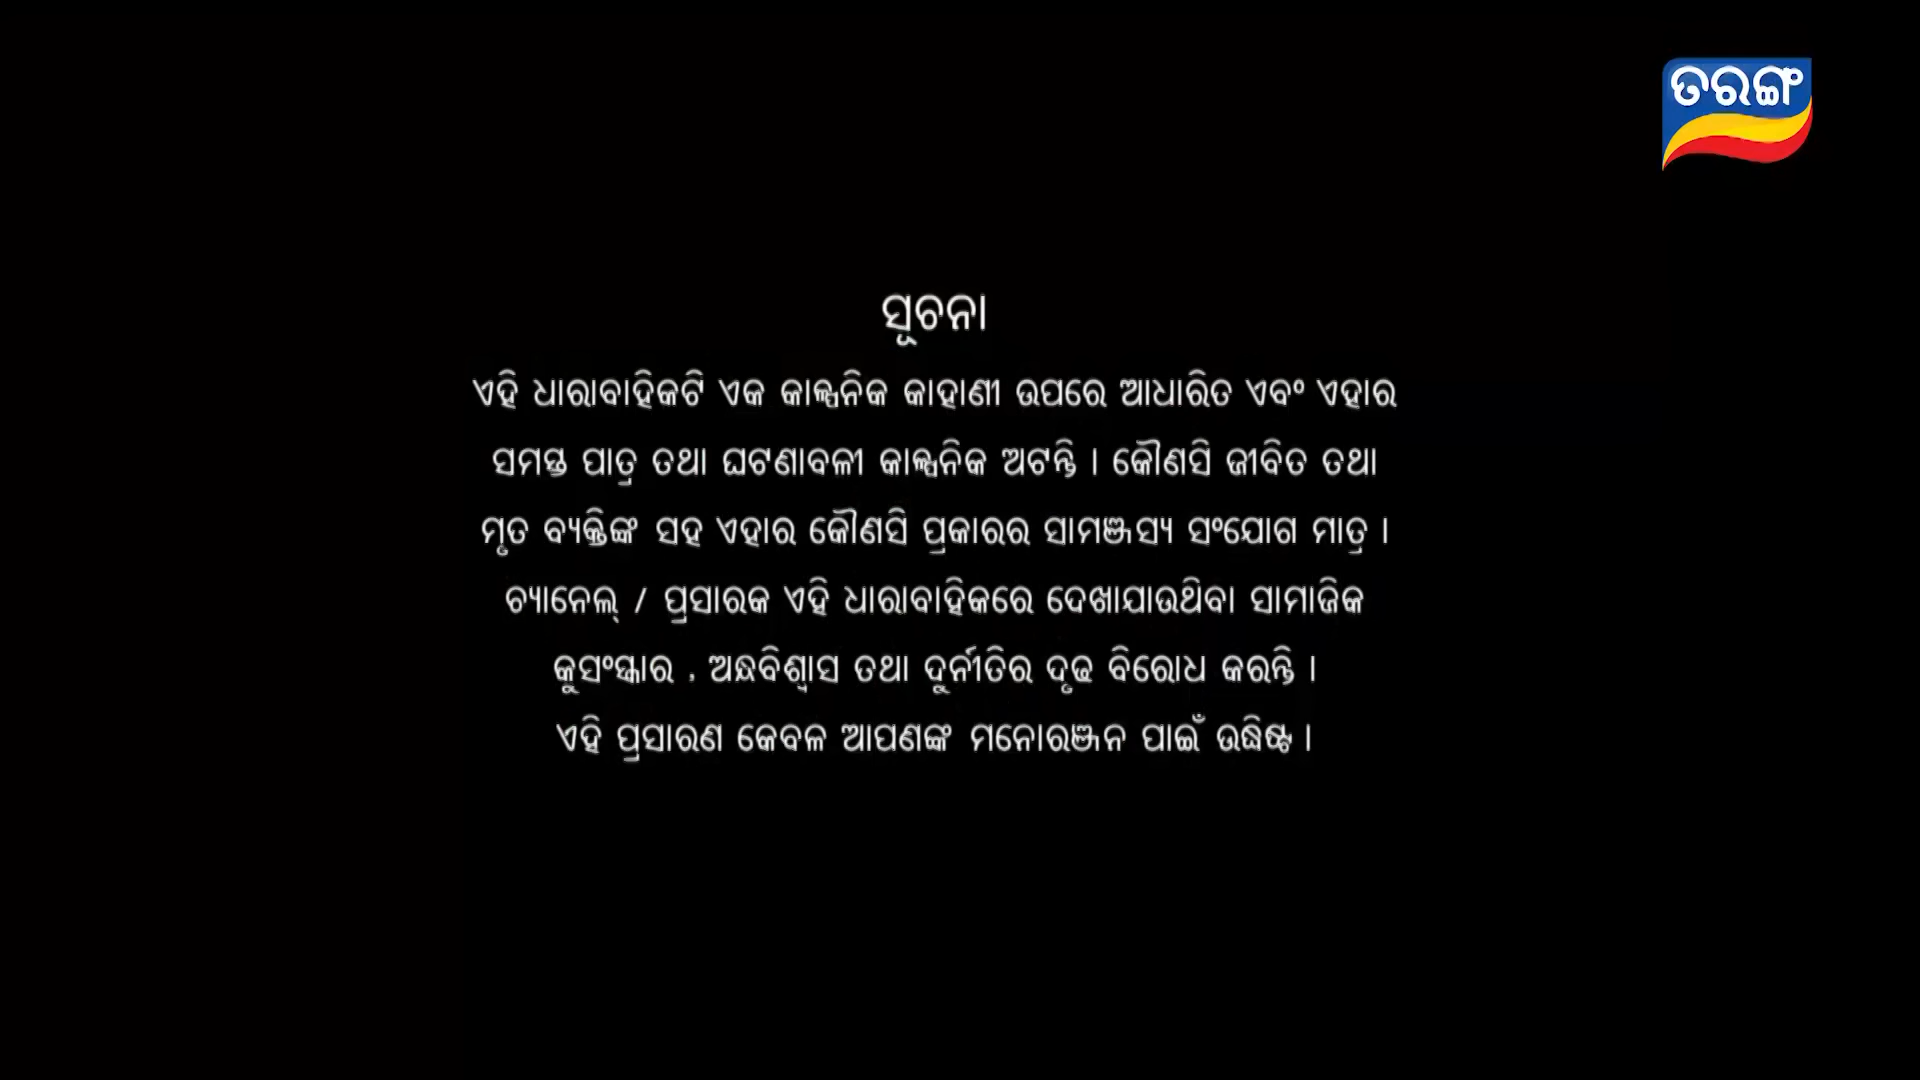 ତରଙ୍ଗ
ସୂଚନା
ଏହି ଧାରାବାହିକଟି ଏକ କାଳ୍ପନିକ କାହାଣୀ ଉପରେ ଆଧାରିତ ଏବଂ ଏହାର
ସମସ୍ତ ପାତ୍ର ତଥା ଘଟଣାବଳୀ କାଳ୍ପନିକ ଅଟନ୍ତି । କୌଣସି ଜୀବିତ ତଥା
ମୃତ ବ୍ୟକ୍ତିଙ୍କ ସହ ଏହାର କୌଣସି ପ୍ରକାରର ସାମଞ୍ଜସ୍ୟ ସଂଯୋଗ ମାତ୍ର ।
ଚ୍ୟାନେଲ୍ / ପ୍ରସାରକ ଏହି ଧାରାବାହିକରେ ଦେଖାଯାଉଥିବା ସାମାଜିକ
କୁସଂସ୍କାର , ଅନ୍ଧବିଶ୍ୱାସ ତଥା ଦୁର୍ନୀତିର ଦୃଢ ବିରୋଧ କରନ୍ତି ।
ଏହି ପ୍ରସାରଣ କେବଳ ଆପଣଙ୍କ ମନୋରଞ୍ଜନ ପାଇଁ ଉଦ୍ଧିଷ୍ଟ ।